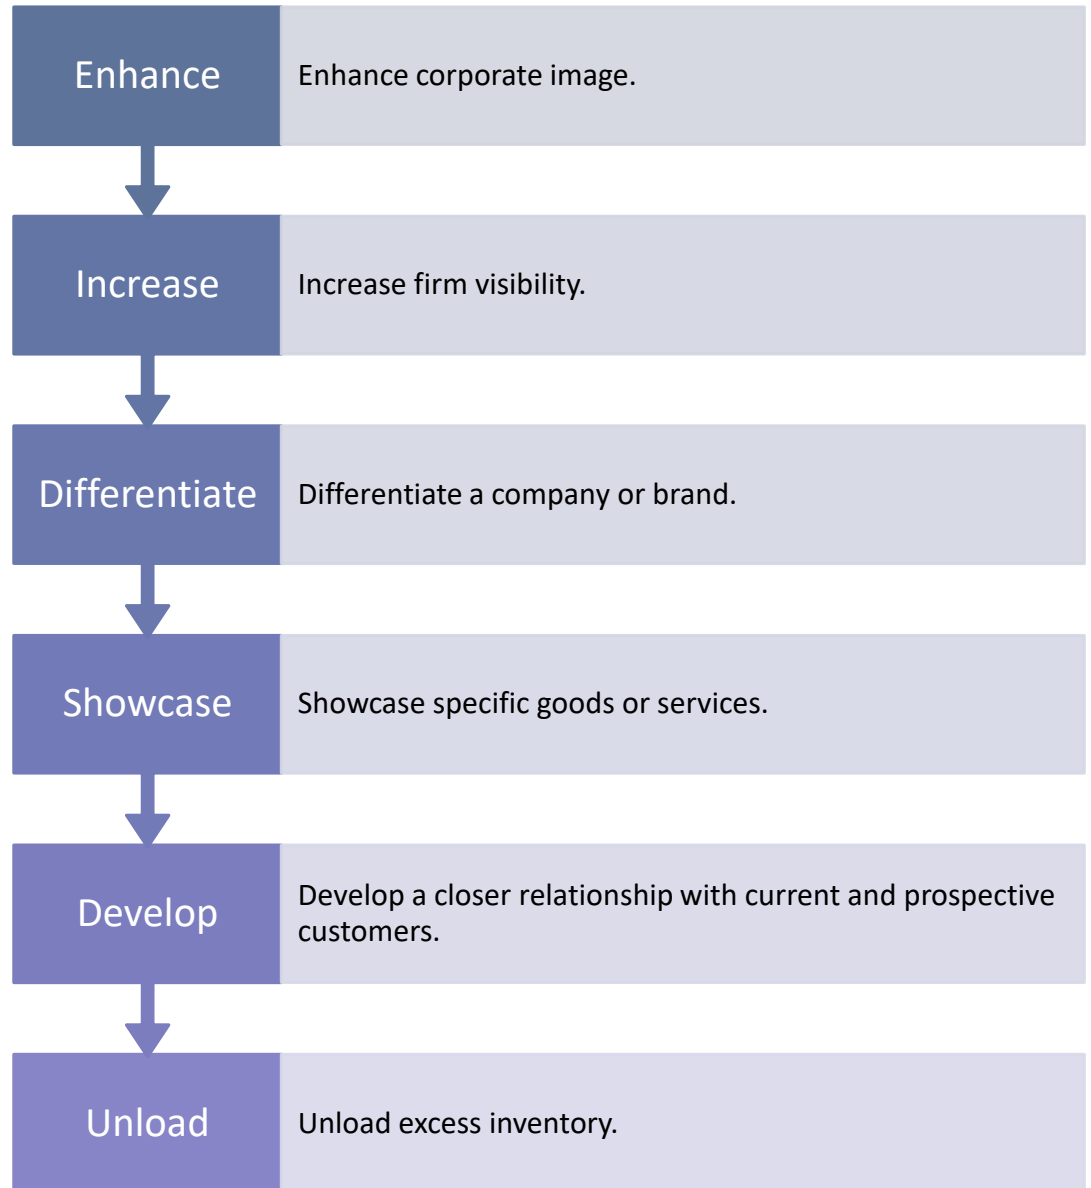 Enhance
Enhance corporate image.
Increase
Increase firm visibility.
Differentiate
Differentiate a company or brand.
Showcase
Showcase specific goods or services.
Develop
Develop a closer relationship with current and prospective
customers.
Unload
Unload excess inventory.